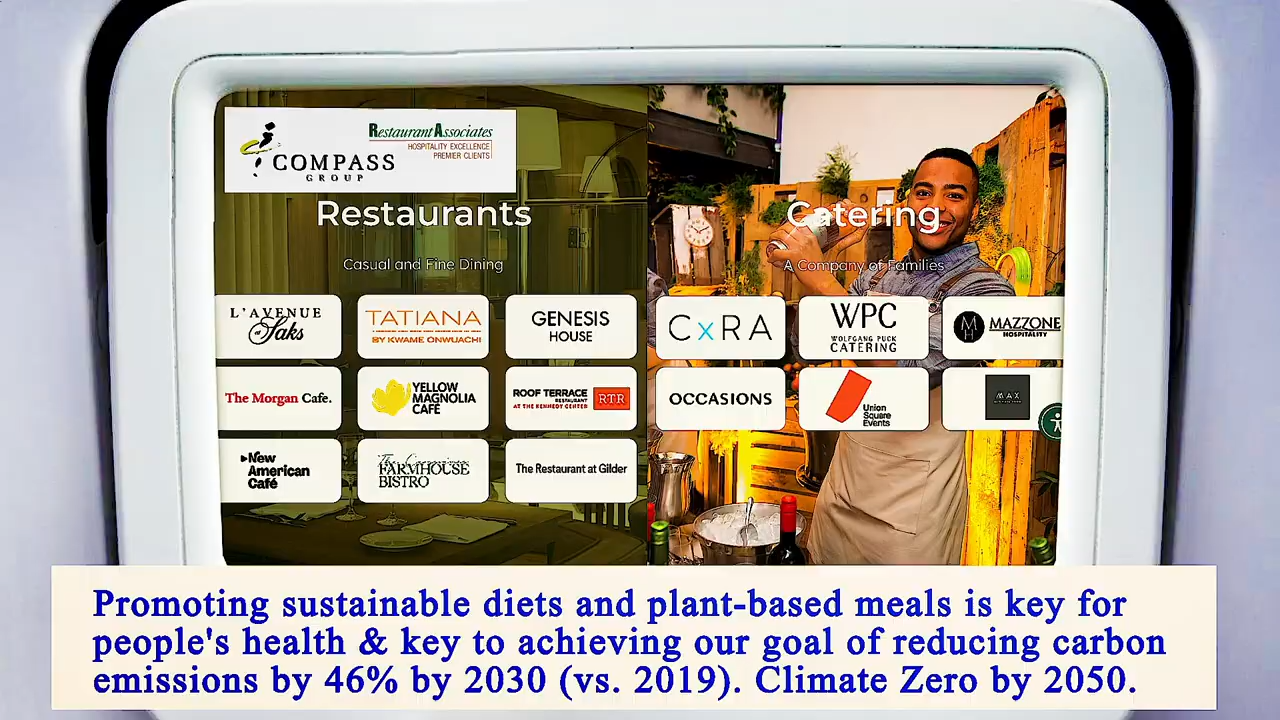 COMPASS
GROUP
Restaurant Associates
HOSPITALITY EXCELLENCE
PREMIER CLIENTS
Restaurants
Casual and Fine Dining
L'AVENUE
at Saks
TATIANA
BY KWAME ONWUACHI
GENESIS
HOUSE
The Morgan Cafe.
YELLOW
MAGNOLIA
CAFÉ
ROOF TERRACE
RESTAURANT
AT THE KENNEDY CENTER
RTR
New
American
Café
FARMHOUSE
BISTRO
The Restaurant at Gilder
Catering
A Company of Families
CxRA
WPC
WOLFGANG PUCK
CATERING
MH
MAZZONE
HOSPITALITY
OCCASIONS
Union
Square
Events
MAX
Promoting sustainable diets and plant-based meals is key for
people's health & key to achieving our goal of reducing carbon
emissions by 46% by 2030 (vs. 2019). Climate Zero by 2050.